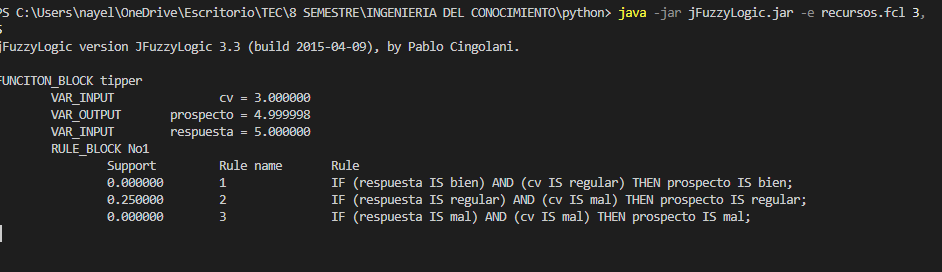 PS C:\Users\nayel\OneDrive\Escritorio\TEC\8 SEMESTRE\INGENIERIA DEL CONOCIMIENTO\python> java -jar jFuzzyLogic.jar -e recursos.fcl 3,
5
jFuzzyLogic version JFuzzyLogic 3.3 (build 2015-04-09), by Pablo Cingolani.
FUNCITON_BLOCK tipper
VAR_INPUT cv = 3.000000
VAR_OUTPUT prospecto = 4.999998
VAR_INPUT respuesta = 5.000000
RULE_BLOCK No1
Support Rule name Rule
0.000000 1 IF (respuesta IS bien) AND (cv IS regular) THEN prospecto IS bien;
0.250000 2 IF (respuesta IS regular) AND (cv IS mal) THEN prospecto IS regular;
0.000000 3 IF (respuesta IS mal) AND (cv IS mal) THEN prospecto IS mal;